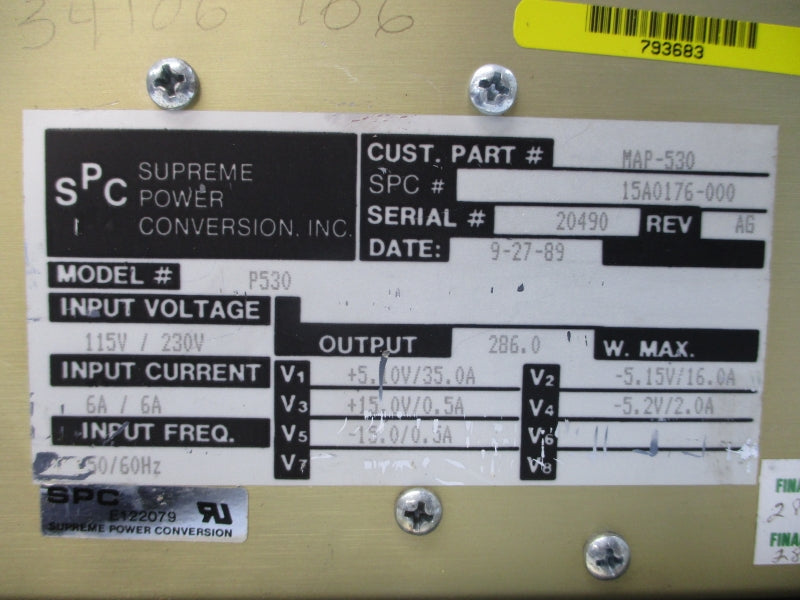 34106 106
793683
SPC SUPREME
POWER
CONVERSION, INC.
CUST. PART # MAP-530
SPC # 15A0176-000
SERIAL # 20490 REV AG
DATE: 9-27-89
MODEL # P530
INPUT VOLTAGE
115V / 230V
OUTPUT 286.0 W. MAX.
INPUT CURRENT
6A / 6A
INPUT FREQ.
50/60Hz
V1 +5.10V/35.0A V2 -5.15V/16.0A
V3 +15.0V/0.5A V4 -5.2V/2.0A
V5 -15.0/0.5A V6
V7 V8
SPC
E122079
SUPREME POWER CONVERSION
FINA
28
FINA
28